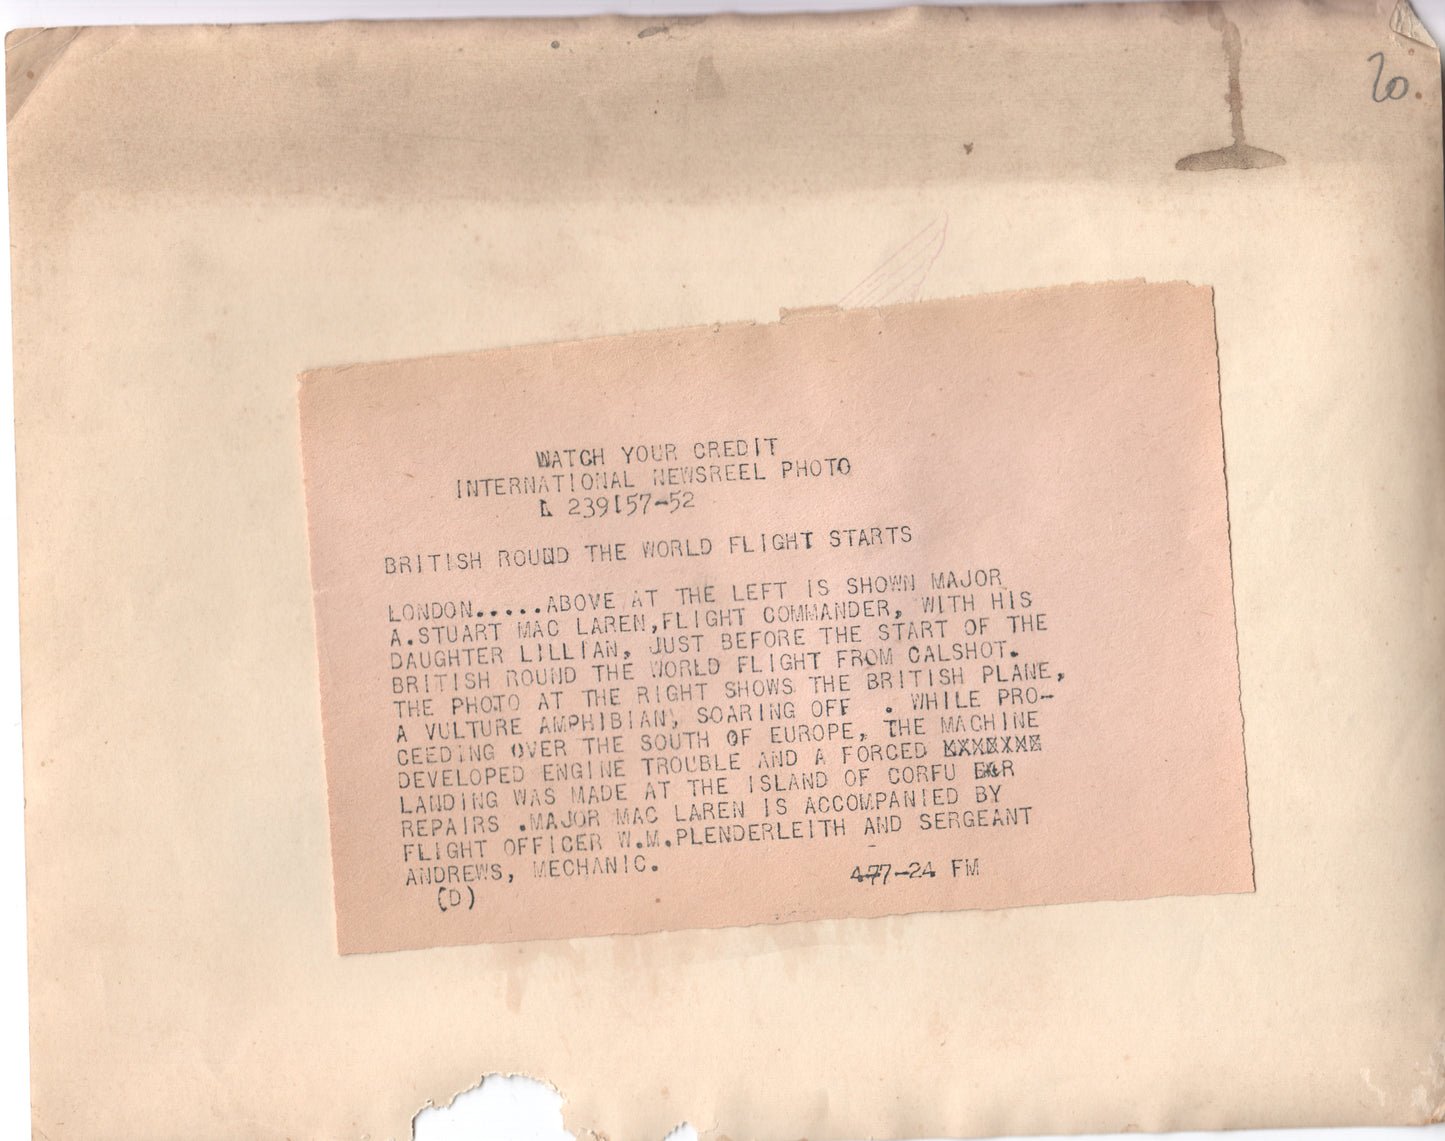 20.
WATCH YOUR CREDIT
INTERNATIONAL NEWSREEL PHOTO
L 239157-52
BRITISH ROUND THE WORLD FLIGHT STARTS
LONDON.....ABOVE AT THE LEFT IS SHOWN MAJOR
A.STUART MAC LAREN,FLIGHT COMMANDER, WITH HIS
DAUGHTER LILLIAN, JUST BEFORE THE START OF THE
BRITISH ROUND THE WORLD FLIGHT FROM CALSHOT.
THE PHOTO AT THE RIGHT SHOWS THE BRITISH PLANE,
A VULTURE AMPHIBIAN, SOARING OFF . WHILE PRO-
CEEDING OVER THE SOUTH OF EUROPE, THE MACHINE
DEVELOPED ENGINE TROUBLE AND A FORCED
LANDING WAS MADE AT THE ISLAND OF CORFU
REPAIRS .MAJOR MAC LAREN IS ACCOMPANIED BY
FLIGHT OFFICER W.M.PLENDERLEITH AND SERGEANT
ANDREWS, MECHANIC.
(D)
FM